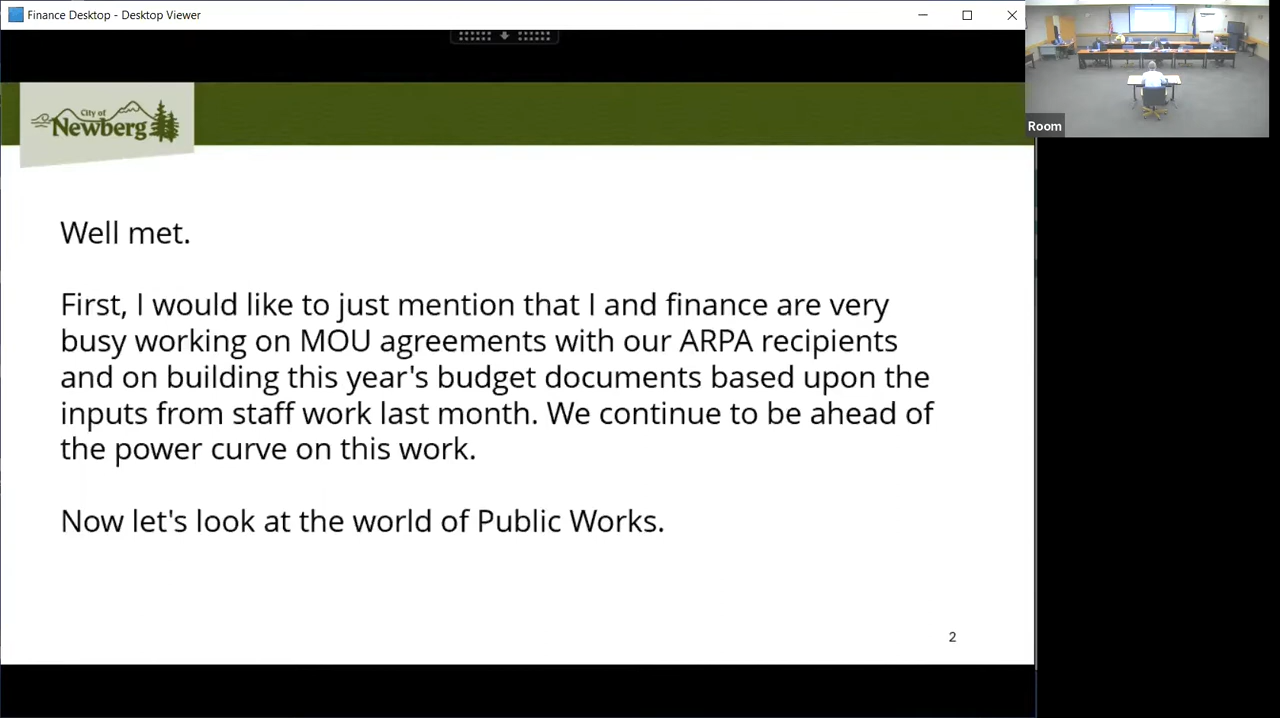 Finance Desktop - Desktop Viewer
City of
Newberg
Room
Well met.
First, I would like to just mention that I and finance are very
busy working on MOU agreements with our ARPA recipients
and on building this year's budget documents based upon the
inputs from staff work last month. We continue to be ahead of
the power curve on this work.
Now let's look at the world of Public Works.
2